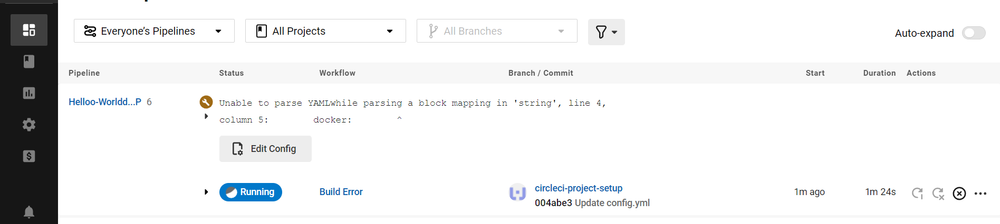 Everyone’s Pipelines
All Projects
All Branches
Auto-expand
Pipeline Status Workflow Branch / Commit Start Duration Actions
Helloo-Worldd...P 6
Unable to parse YAMLwhile parsing a block mapping in 'string', line 4,
column 5: docker: ^
Edit Config
Running Build Error circleci-project-setup 1m ago 1m 24s
004abe3 Update config.yml